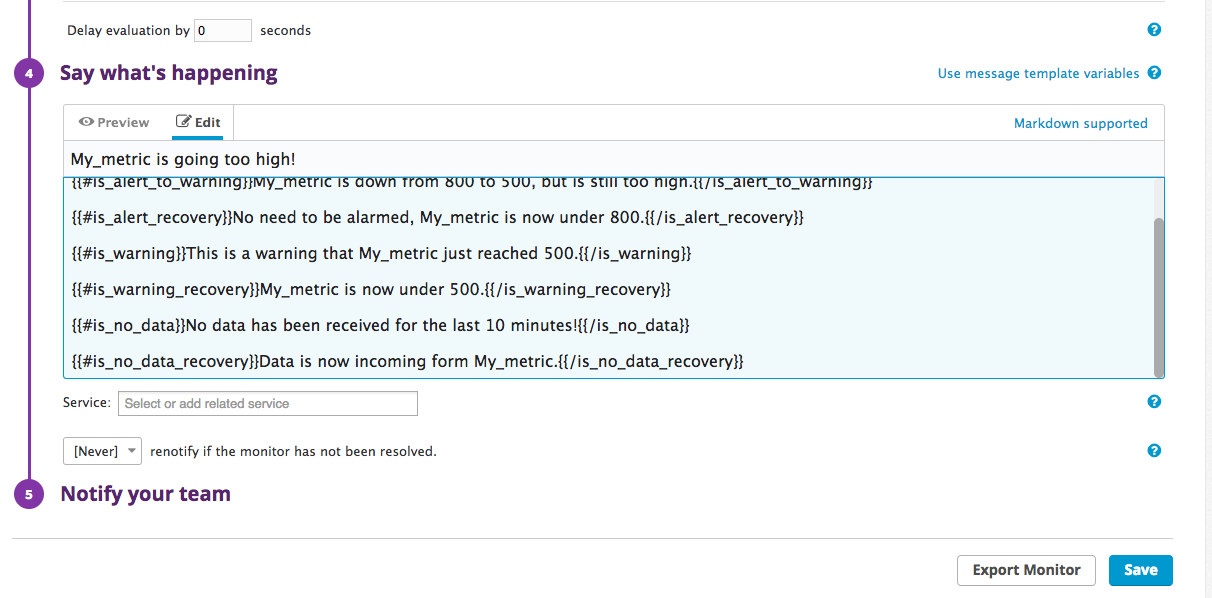 Delay evaluation by 0 seconds
4 Say what's happening
Use message template variables
Preview Edit
Markdown supported
My_metric is going too high!
{{#is_alert_to_warning}}My_metric is down from 800 to 500, but is still too high.{{/is_alert_to_warning}}
{{#is_alert_recovery}}No need to be alarmed, My_metric is now under 800.{{/is_alert_recovery}}
{{#is_warning}}This is a warning that My_metric just reached 500.{{/is_warning}}
{{#is_warning_recovery}}My_metric is now under 500.{{/is_warning_recovery}}
{{#is_no_data}}No data has been received for the last 10 minutes!{{/is_no_data}}
{{#is_no_data_recovery}}Data is now incoming form My_metric.{{/is_no_data_recovery}}
Service: Select or add related service
[Never] renotify if the monitor has not been resolved.
5 Notify your team
Export Monitor Save